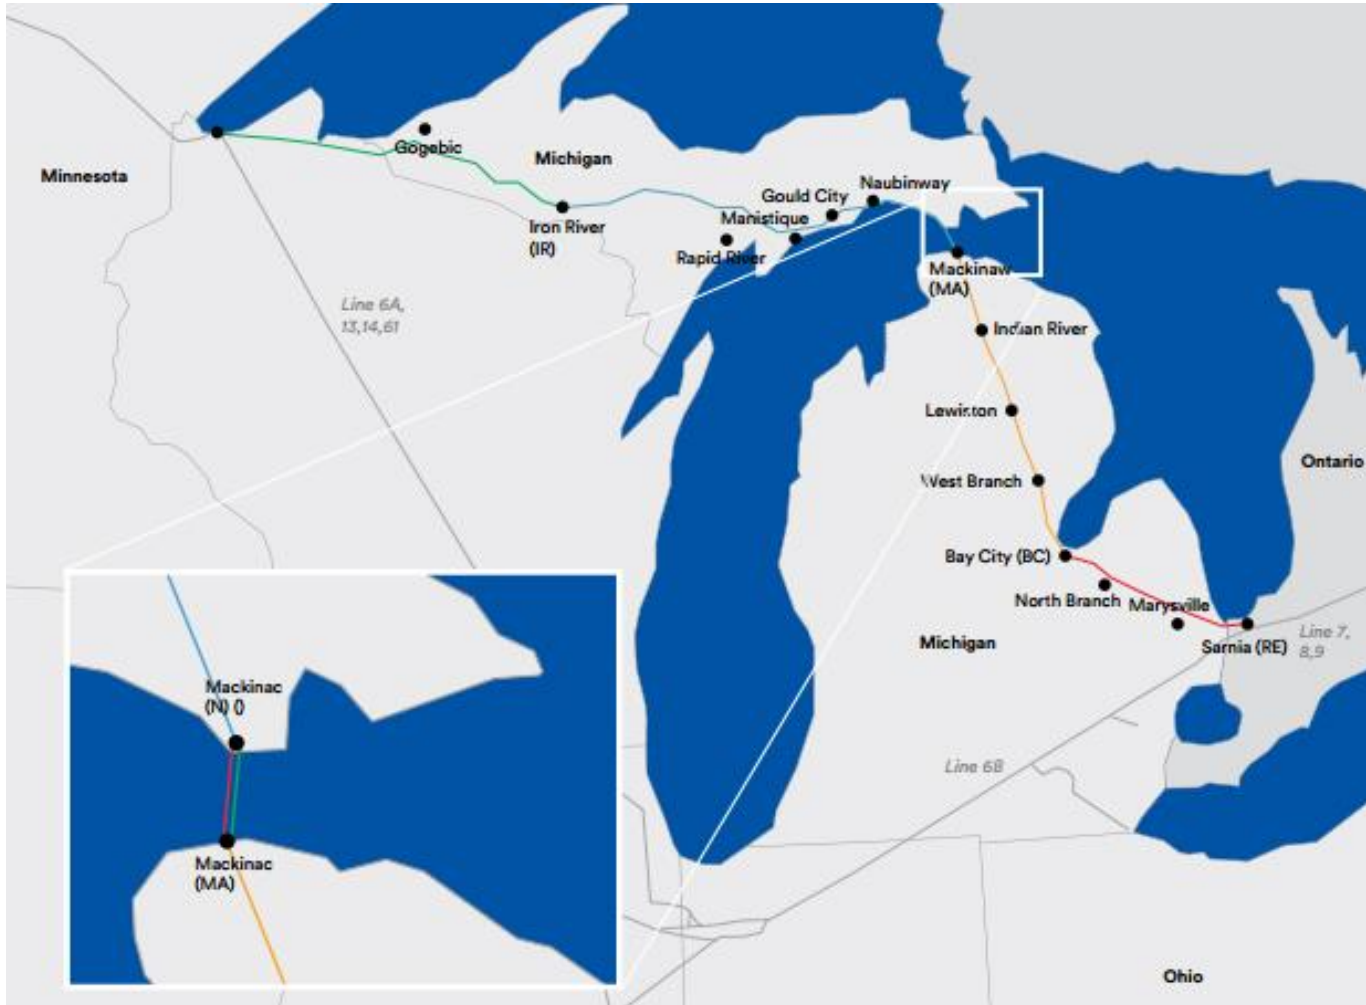 Gogebic
Michigan
Minnesota
Naubinway
Gould City
Manistique
Iron River
(IR)
Rapid River
Mackinaw
(MA)
Line 6A,
13,14,61
Indian River
Ontario
West Branch
Bay City (BC)
North Branch
Marysville
Michigan
Sarnia (RE)
Line 7,
8,9
Mackinac
(N) ()
Line 6B
Mackinac
(MA)
Ohio